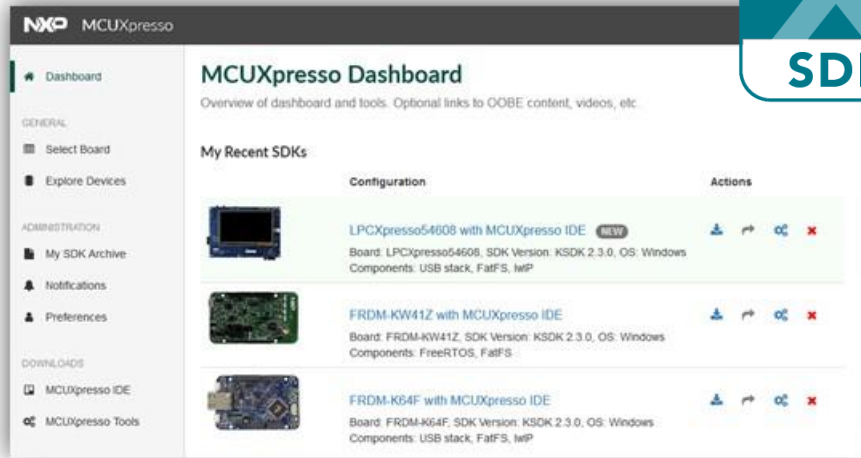 NXP MCUXpresso
SD
Dashboard
GENERAL
Select Board
Explore Devices
ADMINISTRATION
My SDK Archive
Notifications
Preferences
DOWNLOADS
MCUXpresso IDE
MCUXpresso Tools
MCUXpresso Dashboard
Overview of dashboard and tools. Optional links to OOBE content, videos, etc.
My Recent SDKs
Configuration Actions
LPCXpresso54608 with MCUXpresso IDE NEW
Board: LPCXpresso54608, SDK Version: KSDK 2.3.0, OS: Windows
Components: USB stack, FatFS, lwIP
FRDM-KW41Z with MCUXpresso IDE
Board: FRDM-KW41Z, SDK Version: KSDK 2.3.0, OS: Windows
Components: FreeRTOS, FatFS
FRDM-K64F with MCUXpresso IDE
Board: FRDM-K64F, SDK Version: KSDK 2.3.0, OS: Windows
Components: USB stack, FatFS, lwIP